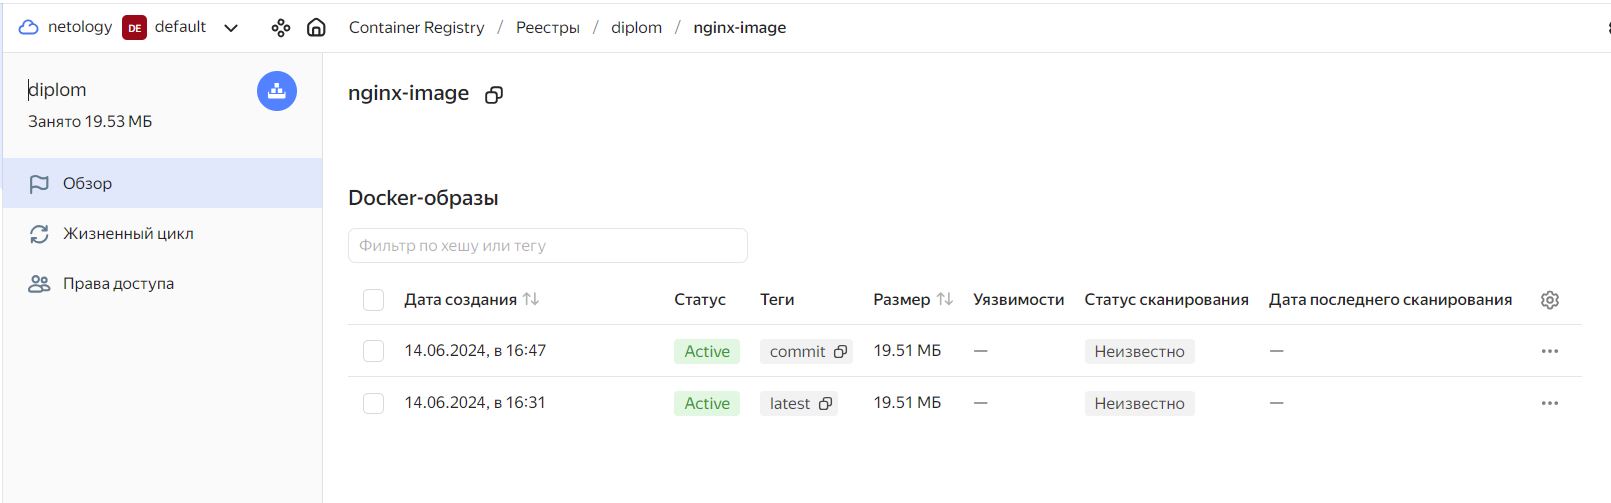 netology DE default Container Registry / Реестры / diplom / nginx-image
diplom
Занято 19.53 МБ
Обзор
Жизненный цикл
Права доступа
nginx-image
Docker-образы
Фильтр по хешу или тегу
Дата создания Статус Теги Размер Уязвимости Статус сканирования Дата последнего сканирования
14.06.2024, в 16:47 Active commit 19.51 МБ — Неизвестно —
14.06.2024, в 16:31 Active latest 19.51 МБ — Неизвестно —